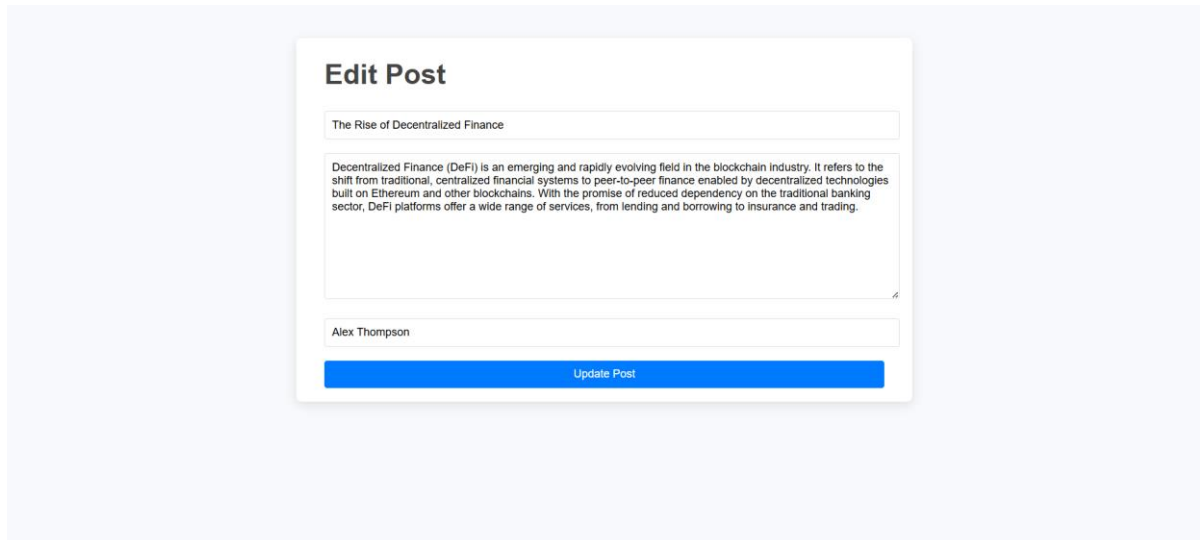 Edit Post
The Rise of Decentralized Finance
Decentralized Finance (DeFi) is an emerging and rapidly evolving field in the blockchain industry. It refers to the
shift from traditional, centralized financial systems to peer-to-peer finance enabled by decentralized technologies
built on Ethereum and other blockchains. With the promise of reduced dependency on the traditional banking
sector, DeFi platforms offer a wide range of services, from lending and borrowing to insurance and trading.
Alex Thompson
Update Post